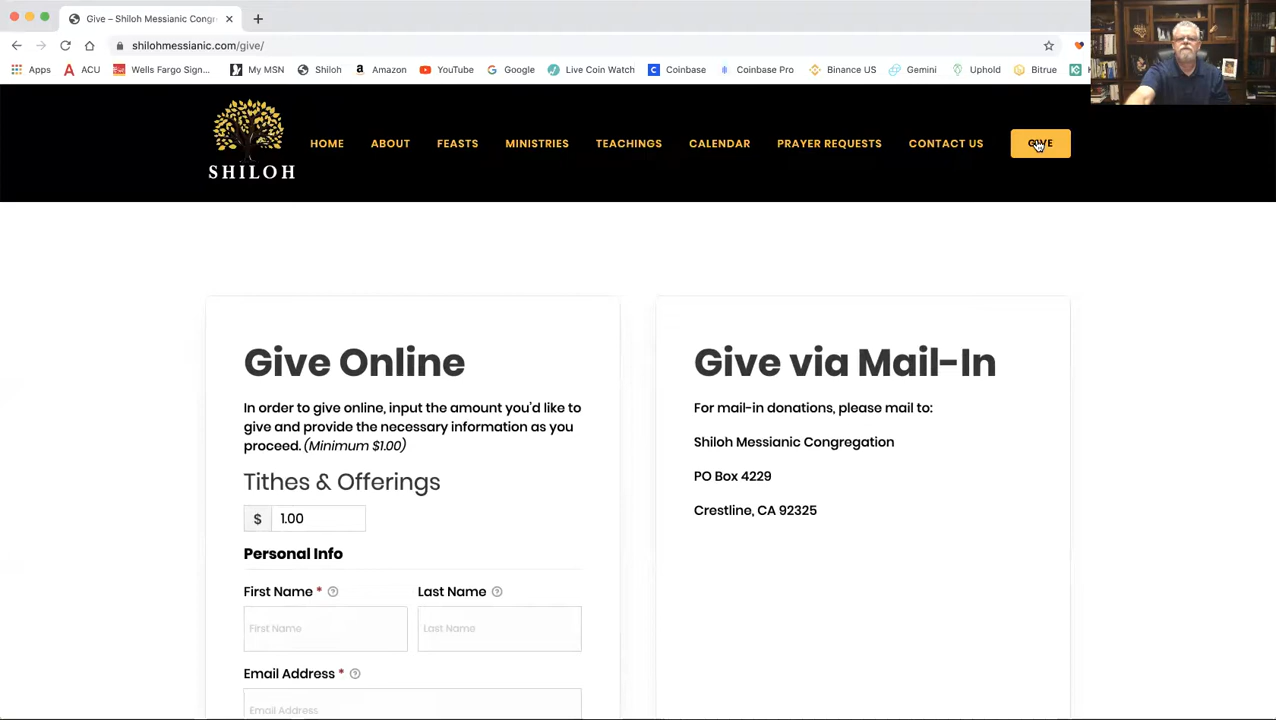 Give – Shiloh Messianic Congr
shilohmessianic.com/give/
Apps ACU Wells Fargo Sign... My MSN Shiloh Amazon YouTube Google Live Coin Watch Coinbase Coinbase Pro Binance US Gemini Uphold Bitrue
SHILOH
HOME ABOUT FEASTS MINISTRIES TEACHINGS CALENDAR PRAYER REQUESTS CONTACT US GIVE
Give Online
In order to give online, input the amount you'd like to
give and provide the necessary information as you
proceed. (Minimum $1.00)
Tithes & Offerings
$ 1.00
Personal Info
First Name * Last Name
First Name Last Name
Email Address *
Email Address
Give via Mail-In
For mail-in donations, please mail to:
Shiloh Messianic Congregation
PO Box 4229
Crestline, CA 92325